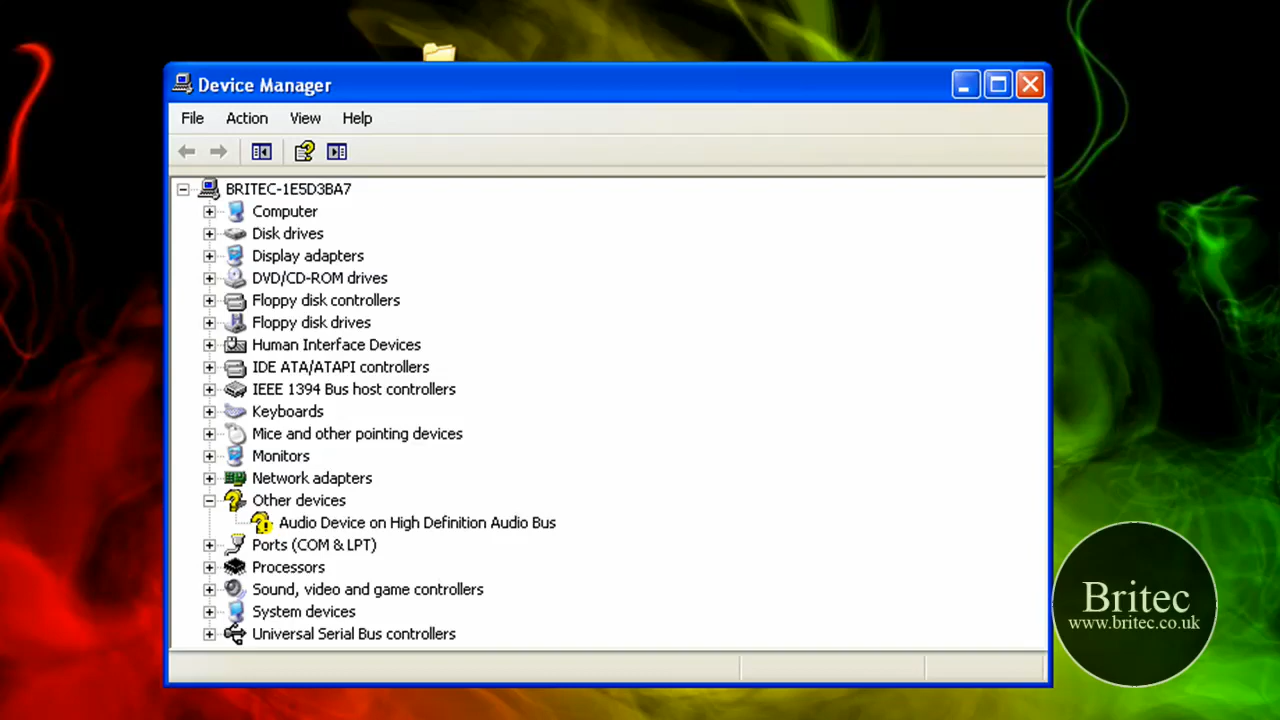 Device Manager
File Action View Help
BRITEC-1E5D3BA7
Computer
Disk drives
Display adapters
DVD/CD-ROM drives
Floppy disk controllers
Floppy disk drives
Human Interface Devices
IDE ATA/ATAPI controllers
IEEE 1394 Bus host controllers
Keyboards
Mice and other pointing devices
Monitors
Network adapters
Other devices
Audio Device on High Definition Audio Bus
Ports (COM & LPT)
Processors
Sound, video and game controllers
System devices
Universal Serial Bus controllers
Britec
www.britec.co.uk